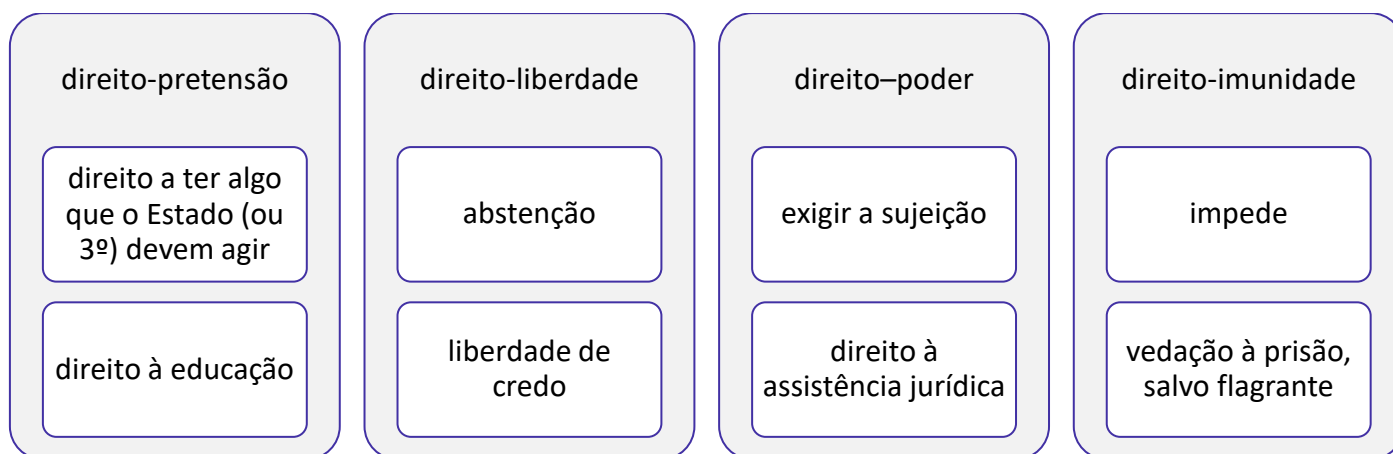 direito-pretensão
direito a ter algo
que o Estado (ou
3º) devem agir
direito à educação
direito-liberdade
abstenção
liberdade de
credo
direito–poder
exigir a sujeição
direito à
assistência jurídica
direito-imunidade
impede
vedação à prisão,
salvo flagrante